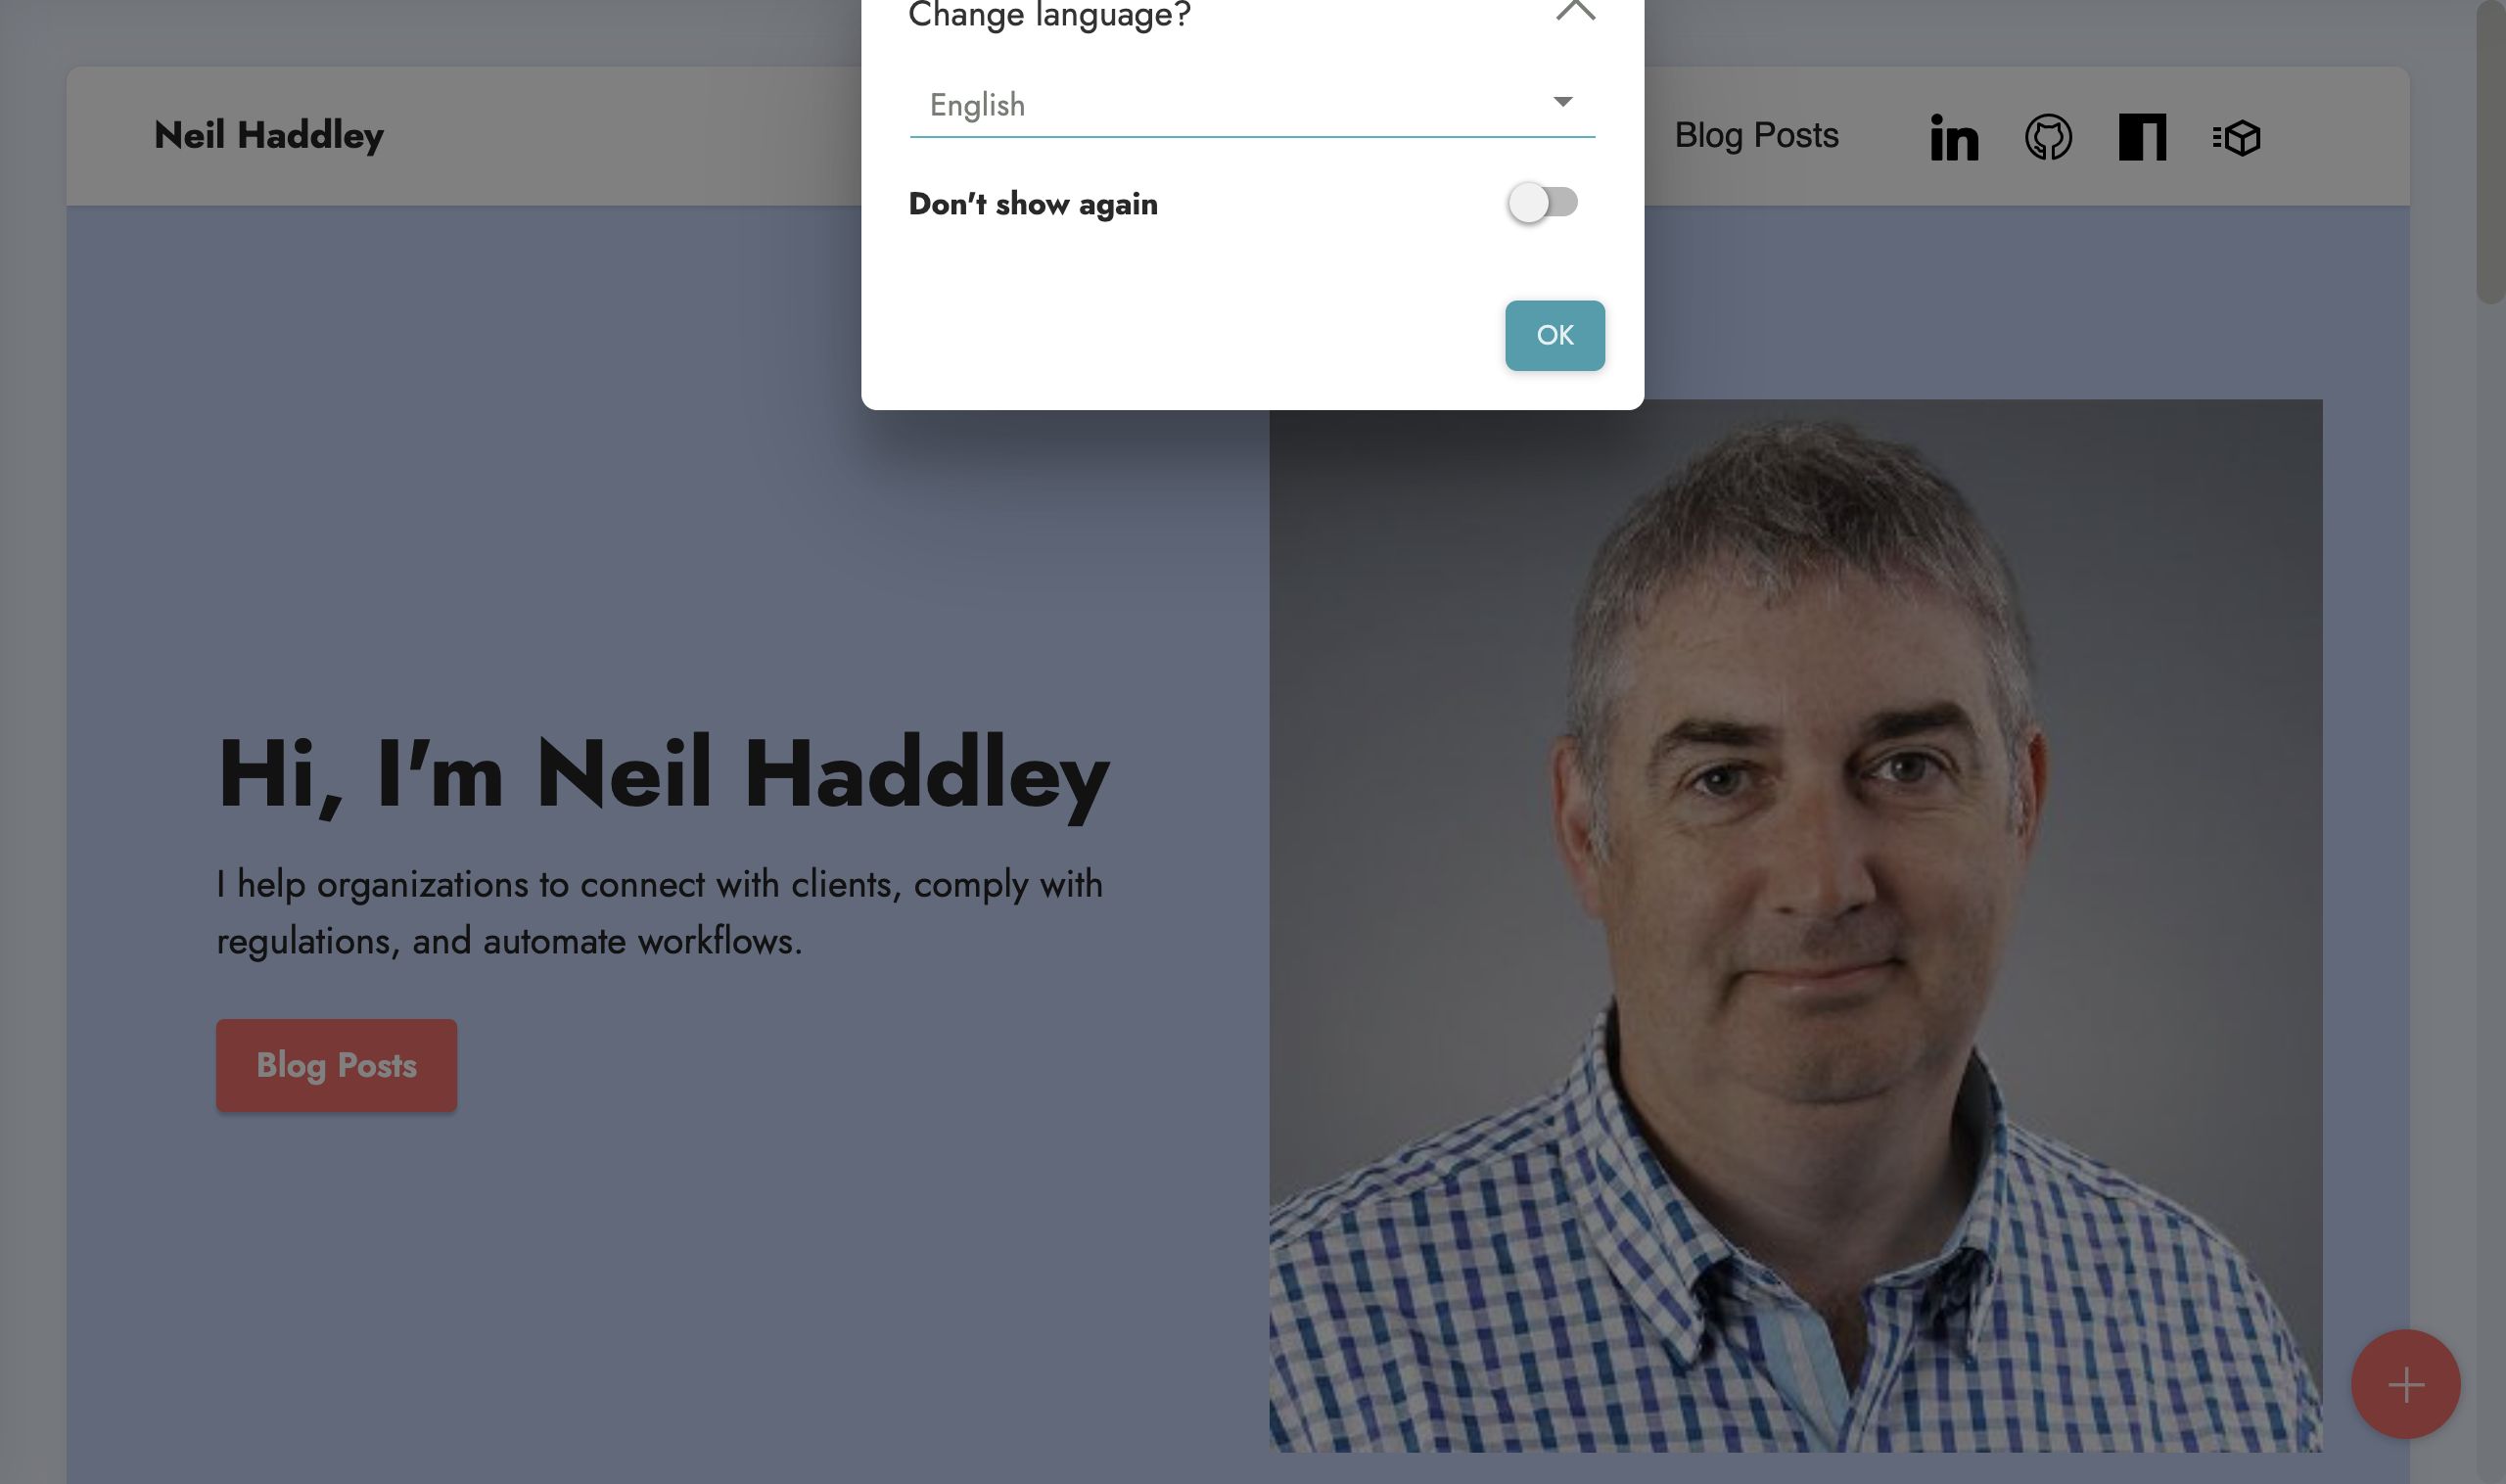 Change language?
English
Don't show again
OK
Neil Haddley
Blog Posts
Hi, I'm Neil Haddley
I help organizations to connect with clients, comply with
regulations, and automate workflows.
Blog Posts